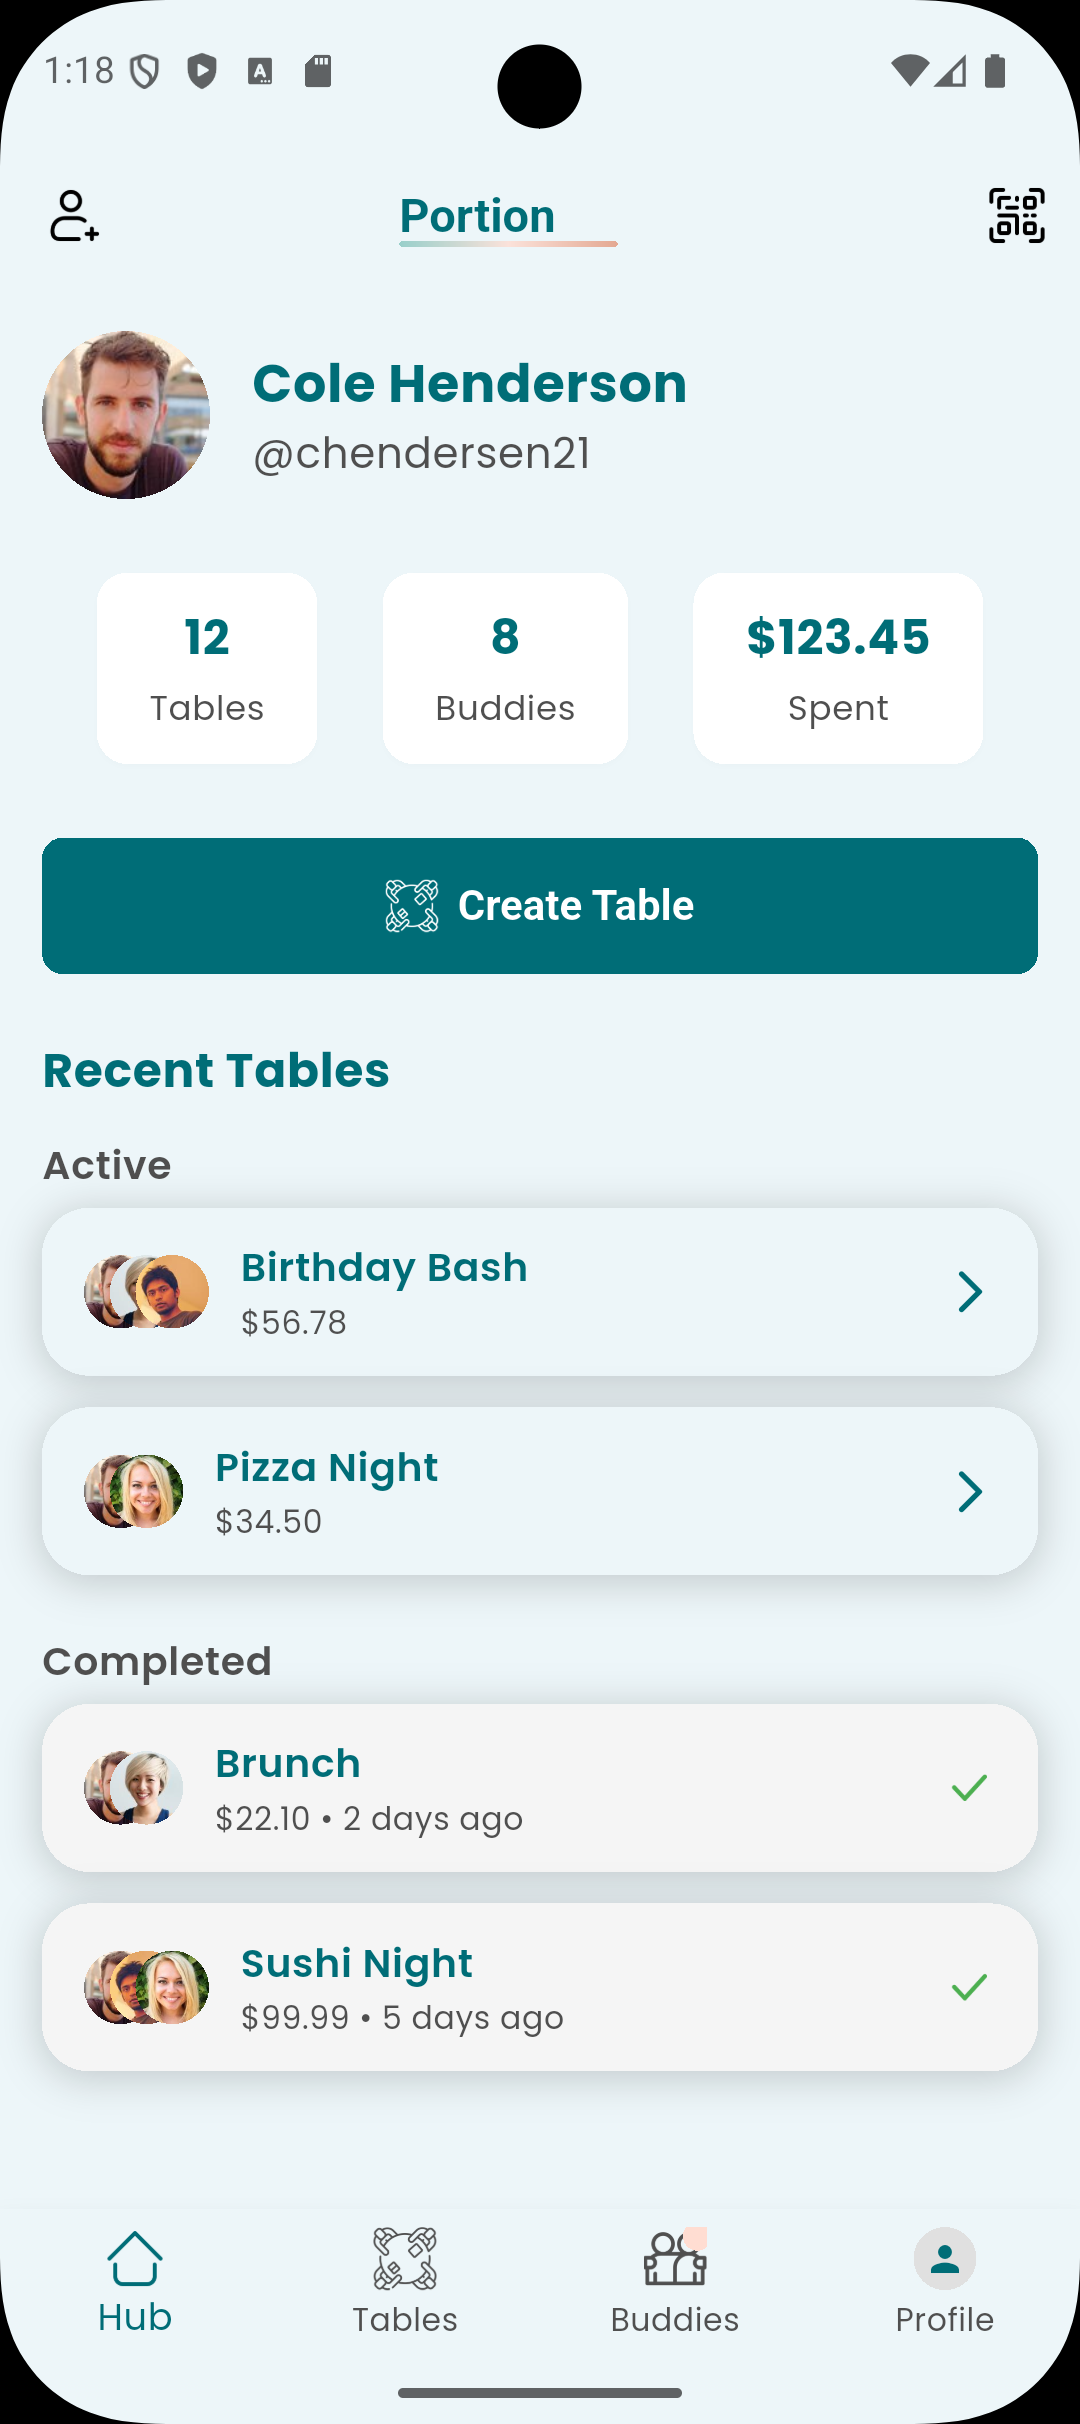 1:18
Portion
Cole Henderson
@chendersen21
12
Tables
8
Buddies
$123.45
Spent
Create Table
Recent Tables
Active
Birthday Bash
$56.78
Pizza Night
$34.50
Completed
Brunch
$22.10 • 2 days ago
Sushi Night
$99.99 • 5 days ago
Hub
Tables
Buddies
Profile